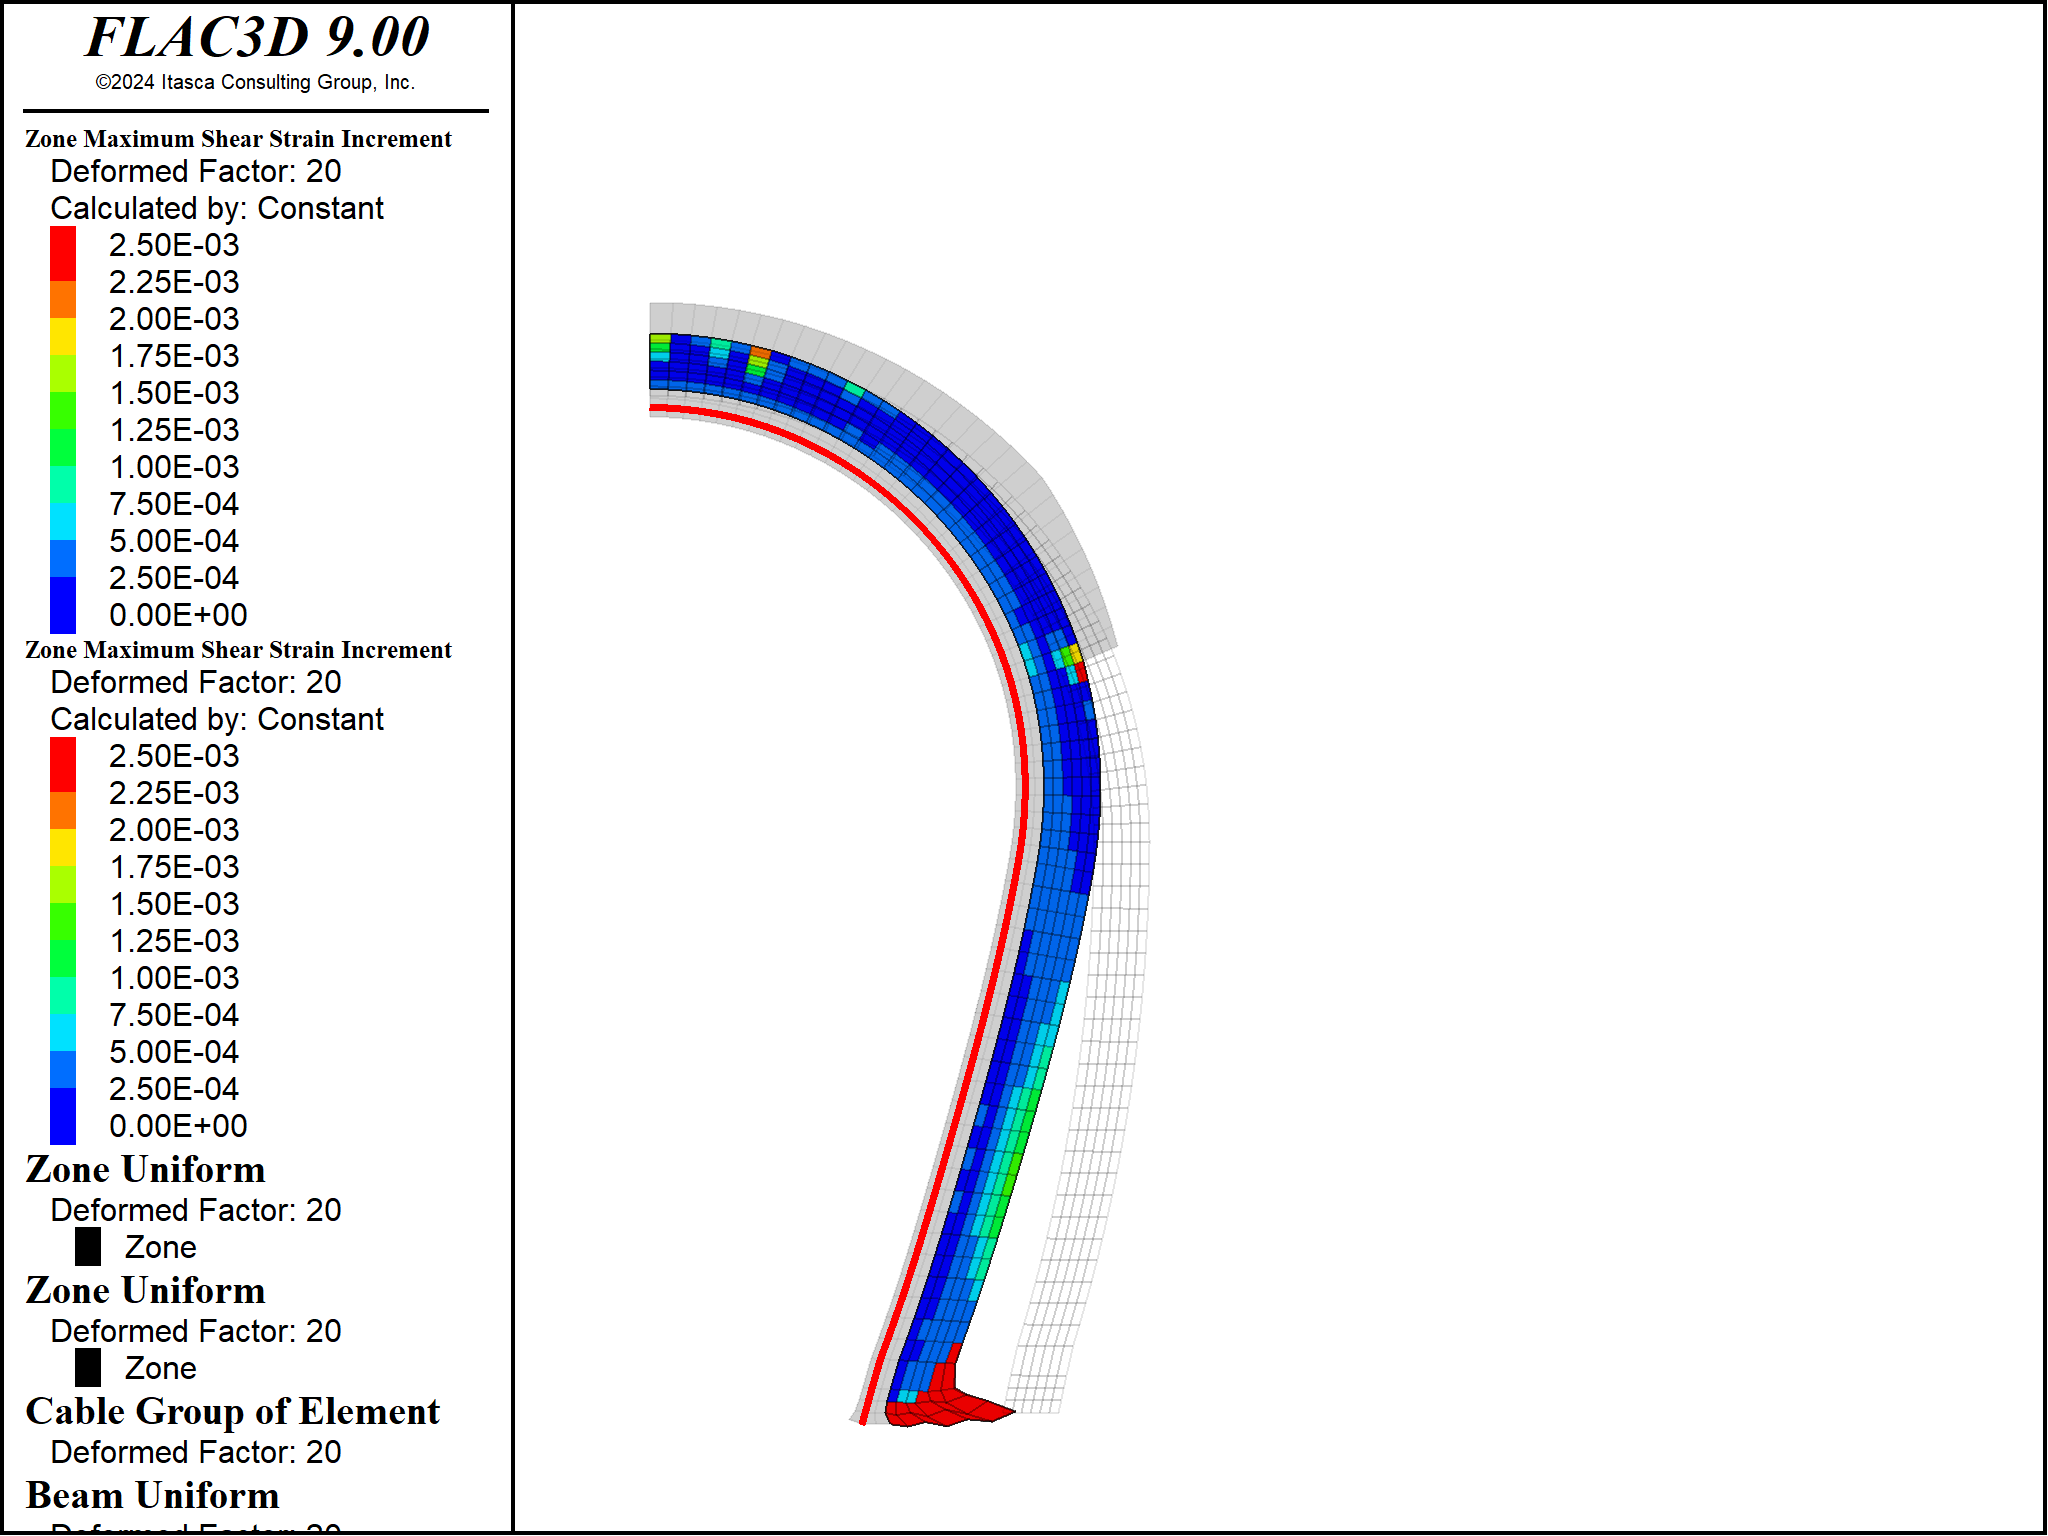 FLAC3D 9.00
©2024 Itasca Consulting Group, Inc.
Zone Maximum Shear Strain Increment
Deformed Factor: 20
Calculated by: Constant
2.50E-03
2.25E-03
2.00E-03
1.75E-03
1.50E-03
1.25E-03
1.00E-03
7.50E-04
5.00E-04
2.50E-04
0.00E+00
Zone Maximum Shear Strain Increment
Deformed Factor: 20
Calculated by: Constant
2.50E-03
2.25E-03
2.00E-03
1.75E-03
1.50E-03
1.25E-03
1.00E-03
7.50E-04
5.00E-04
2.50E-04
0.00E+00
Zone Uniform
Deformed Factor: 20
Zone
Zone Uniform
Deformed Factor: 20
Zone
Cable Group of Element
Deformed Factor: 20
Beam Uniform
Deformed Factor: 20